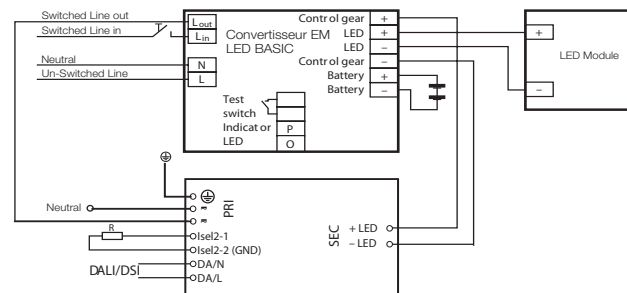 Switched Line out
Switched Line in
Neutral
Un-Switched Line
Lout
Lin
N
L
Convertisseur EM
LED BASIC
Control gear +
LED +
LED –
Control gear –
Battery +
Battery –
Test
switch
Indicator
LED
P
O
+
–
LED Module
Neutral
≈
≈
PRI
R
Isel2-1
Isel2-2 (GND)
DALI/DSI
DA/N
DA/L
SEC
+ LED
– LED